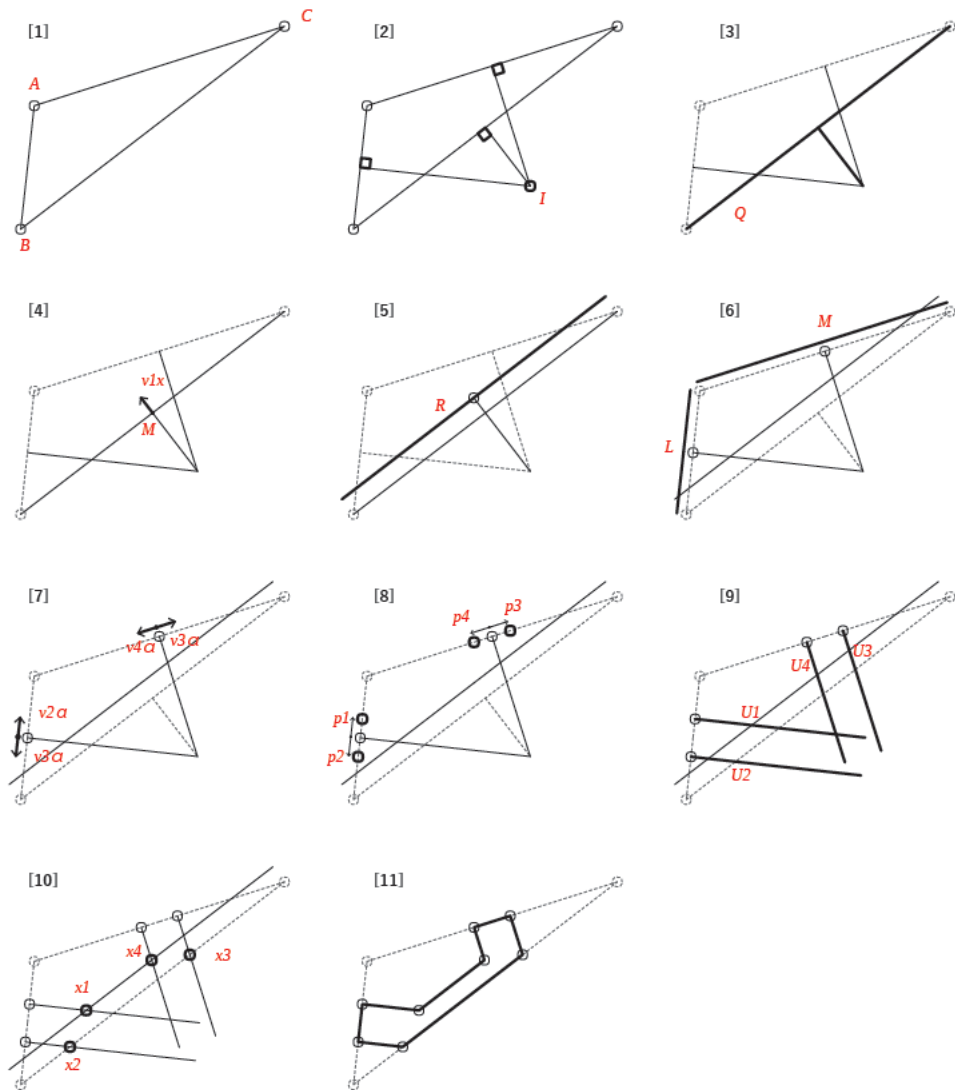 [1]
C
A
B
[2]
I
[3]
Q
[4]
v1x
M
[5]
R
[6]
M
L
[7]
v4α
v3α
v2α
v3α
[8]
p4
p3
p1
p2
[9]
U4
U3
U1
U2
[10]
x4
x3
x1
x2
[11]